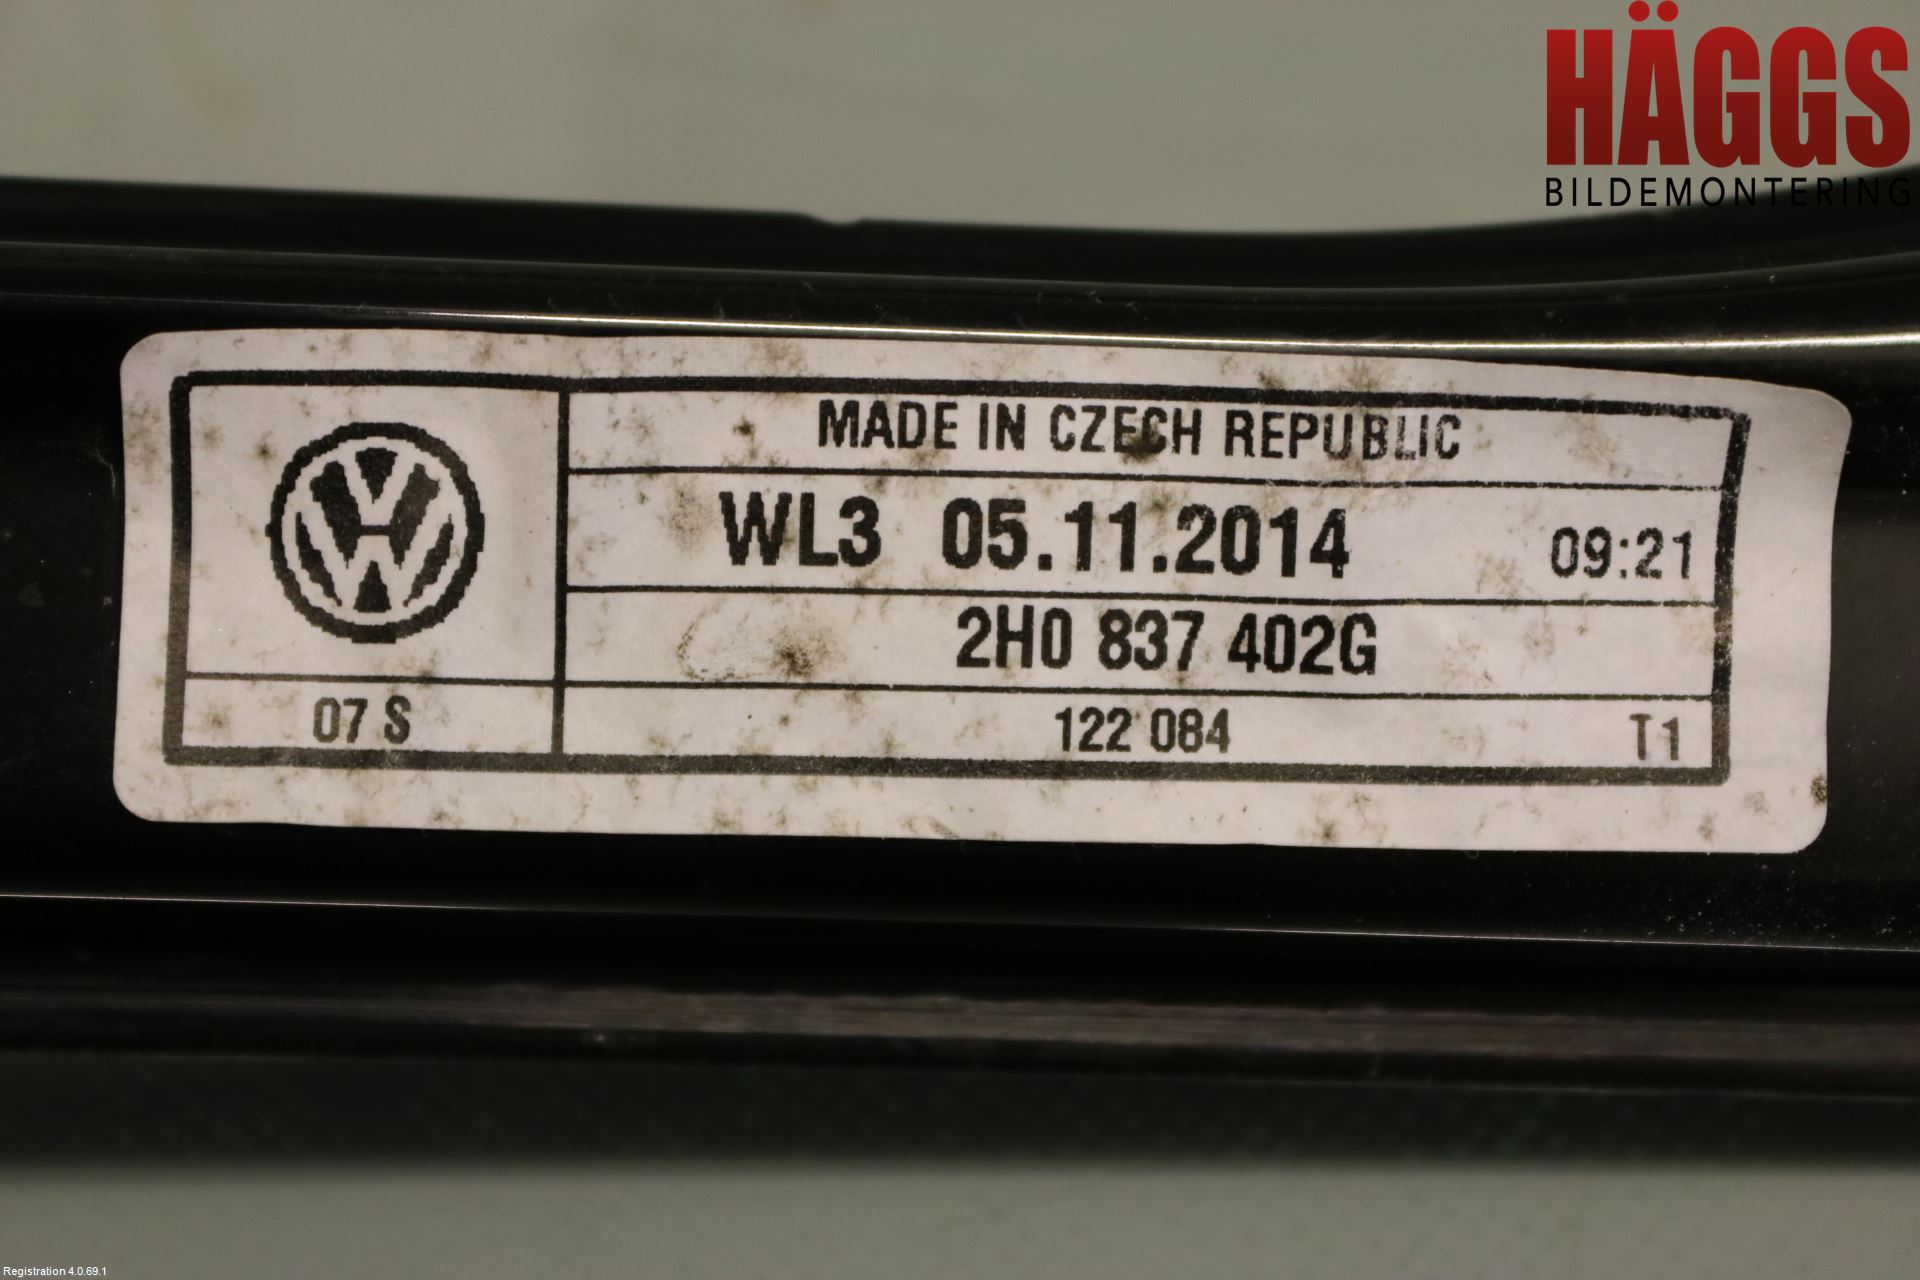 HÄGGS
BILDEMONTERING
MADE IN CZECH REPUBLIC
WL3 05.11.2014 09:21
2H0 837 402G
07 S 122 084 T1
Registration 4.0.69.1